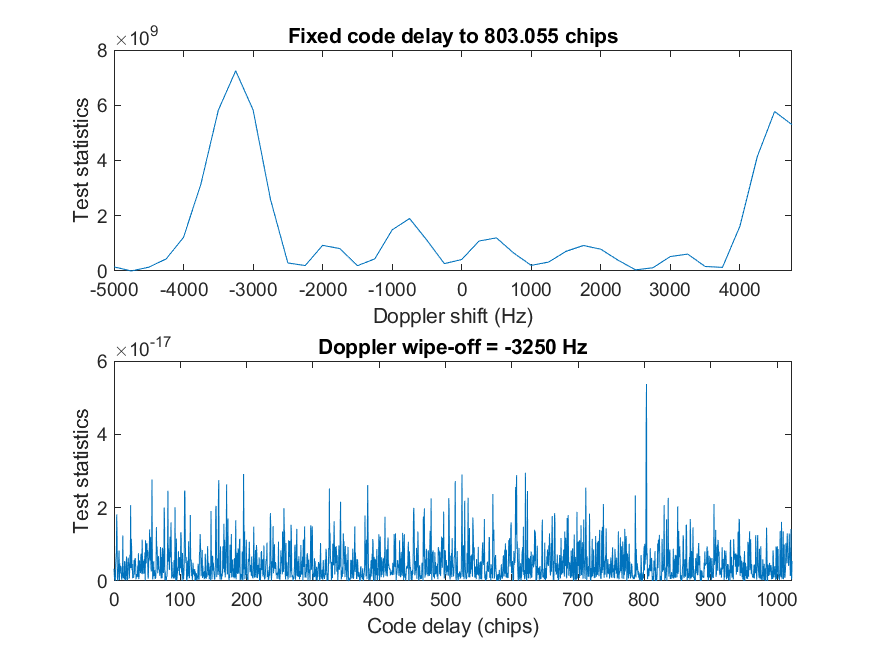 ×10⁹
Fixed code delay to 803.055 chips
8
6
4
2
0
Test statistics
-5000 -4000 -3000 -2000 -1000 0 1000 2000 3000 4000
Doppler shift (Hz)
×10⁻¹⁷
Doppler wipe-off = -3250 Hz
6
4
2
0
Test statistics
0 100 200 300 400 500 600 700 800 900 1000
Code delay (chips)